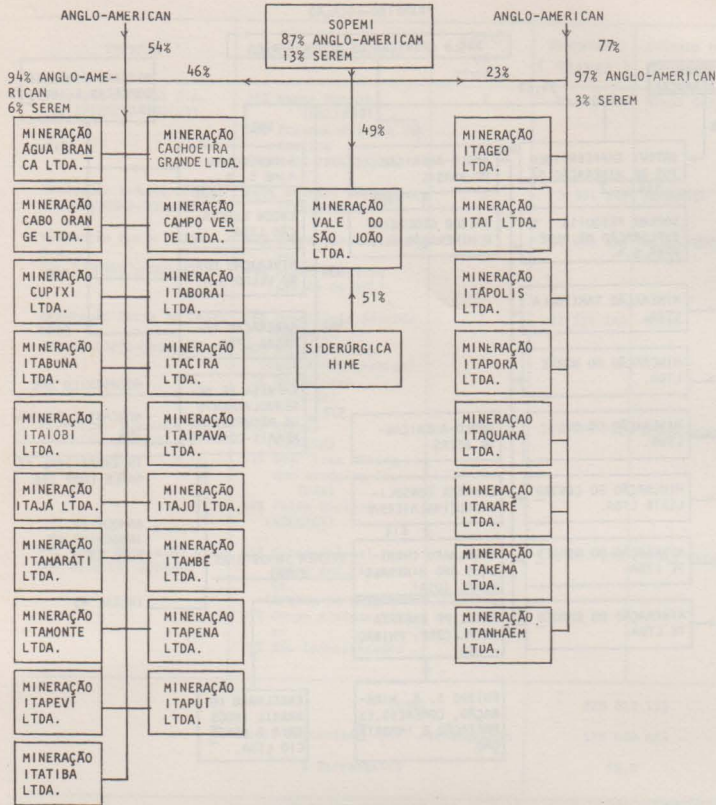 ANGLO-AMERICAN
54%
46%
94% ANGLO-AME-
RICAN
6% SEREM
MINERAÇÃO
ÁGUA BRAN
CA LTDA.
MINERAÇÃO
CACHOEIRA
GRANDE LTDA.
MINERAÇÃO
CABO ORAN
GE LTDA.
MINERAÇÃO
CAMPO VER
DE LTDA.
MINERAÇÃO
CUPIXI
LTDA.
MINERAÇÃO
ITABORAI
LTDA.
MINERAÇÃO
ITABUNA
LTDA.
MINERAÇÃO
ITACIRA
LTDA.
MINERAÇÃO
ITAIOBI
LTDA.
MINERAÇÃO
ITAIPAVA
LTDA.
MINERAÇÃO
ITAJÁ LTDA.
MINERAÇÃO
ITAJÚ LTDA.
MINERAÇÃO
ITAMARATI
LTDA.
MINERAÇÃO
ITAMBÉ
LTDA.
MINERAÇÃO
ITAMONTE
LTDA.
MINERAÇÃO
ITAPENA
LTDA.
MINERAÇÃO
ITAPEVÍ
LTDA.
MINERAÇÃO
ITAPUÍ
LTDA.
MINERAÇÃO
ITATIBA
LTDA.
SOPEMI
87% ANGLO-AMERICAM
13% SEREM
49%
MINERAÇÃO
VALE DO
SÃO JOÃO
LTDA.
51%
SIDERÚRGICA
HIME
ANGLO-AMERICAN
77%
23%
97% ANGLO-AMERICAN
3% SEREM
MINERAÇÃO
ITAGEO
LTDA.
MINERAÇÃO
ITAÍ LTDA.
MINERAÇÃO
ITÁPOLIS
LTDA.
MINERAÇÃO
ITAPORÃ
LTDA.
MINERAÇAO
ITAQUARA
LTDA.
MINERAÇÃO
ITARARÉ
LTDA.
MINERAÇÃO
ITAREMA
LTDA.
MINERAÇÃO
ITANHÃEM
LTDA.